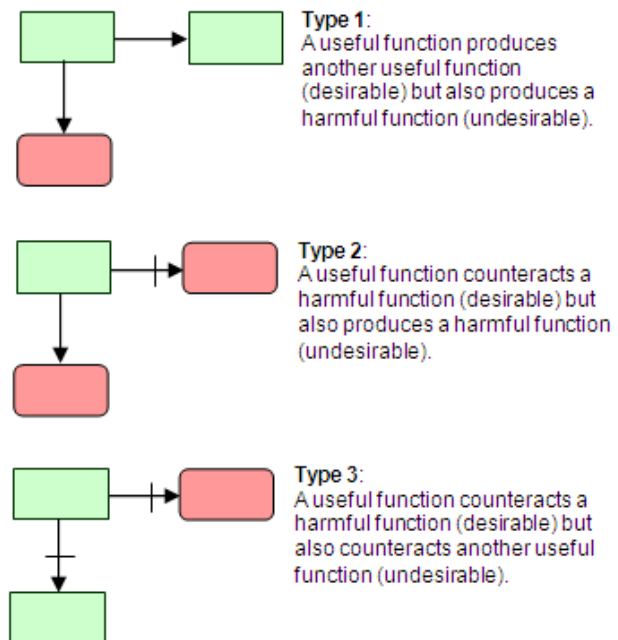 Type 1:
A useful function produces
another useful function
(desirable) but also produces a
harmful function (undesirable).
Type 2:
A useful function counteracts a
harmful function (desirable) but
also produces a harmful function
(undesirable).
Type 3:
A useful function counteracts a
harmful function (desirable) but
also counteracts another useful
function (undesirable).